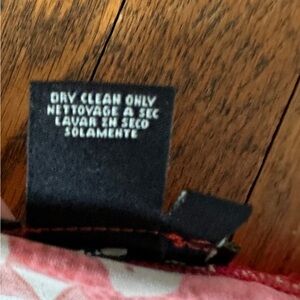 DRY CLEAN ONLY
NETTOYAGE A SEC
LAVAR EN SECO
SOLAMENTE